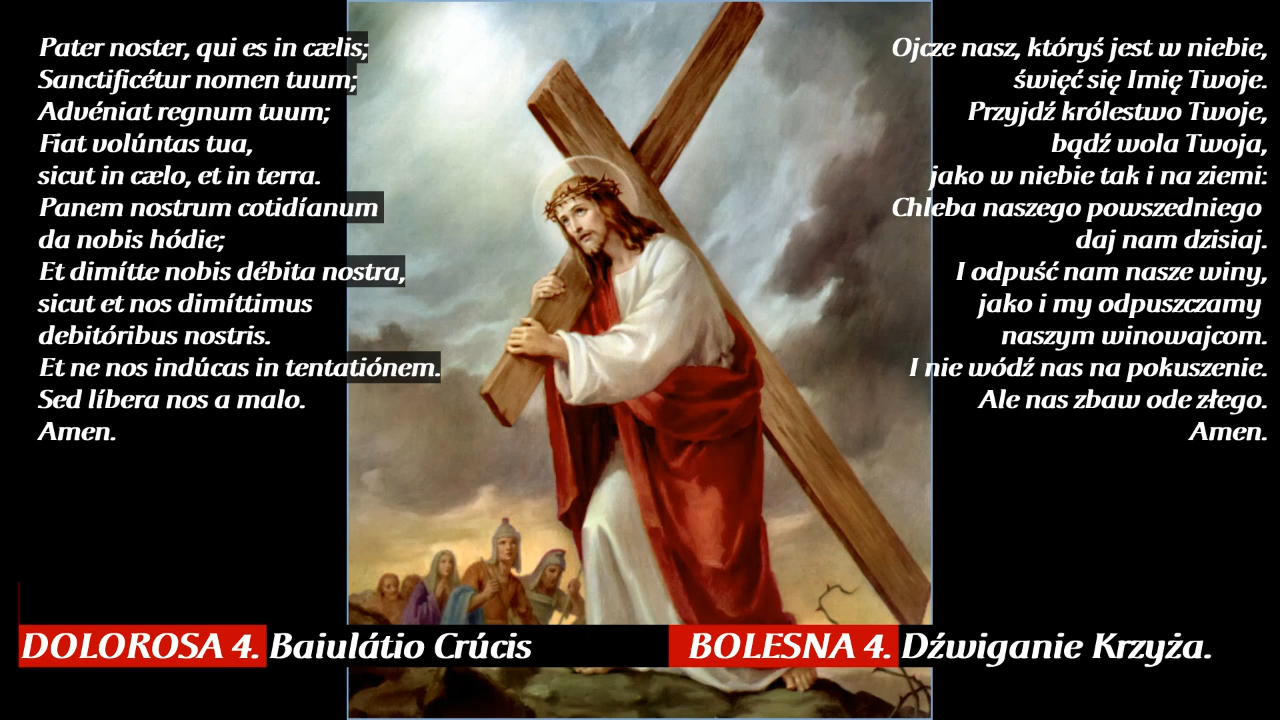 Pater noster, qui es in cælis;
Sanctificétur nomen tuum;
Advéniat regnum tuum;
Fiat volúntas tua,
sicut in cælo, et in terra.
Panem nostrum cotidíanum
da nobis hódie;
Et dimítte nobis débita nostra,
sicut et nos dimíttimus
debitóribus nostris.
Et ne nos indúcas in tentatiónem.
Sed líbera nos a malo.
Amen.
Ojcze nasz, któryś jest w niebie,
święć się Imię Twoje.
Przyjdź królestwo Twoje,
bądź wola Twoja,
jako w niebie tak i na ziemi:
Chleba naszego powszedniego
daj nam dzisiaj.
I odpuść nam nasze winy,
jako i my odpuszczamy
naszym winowajcom.
I nie wódź nas na pokuszenie.
Ale nas zbaw ode złego.
Amen.
DOLOROSA 4. Baiulátio Crúcis
BOLESNA 4. Dźwiganie Krzyża.